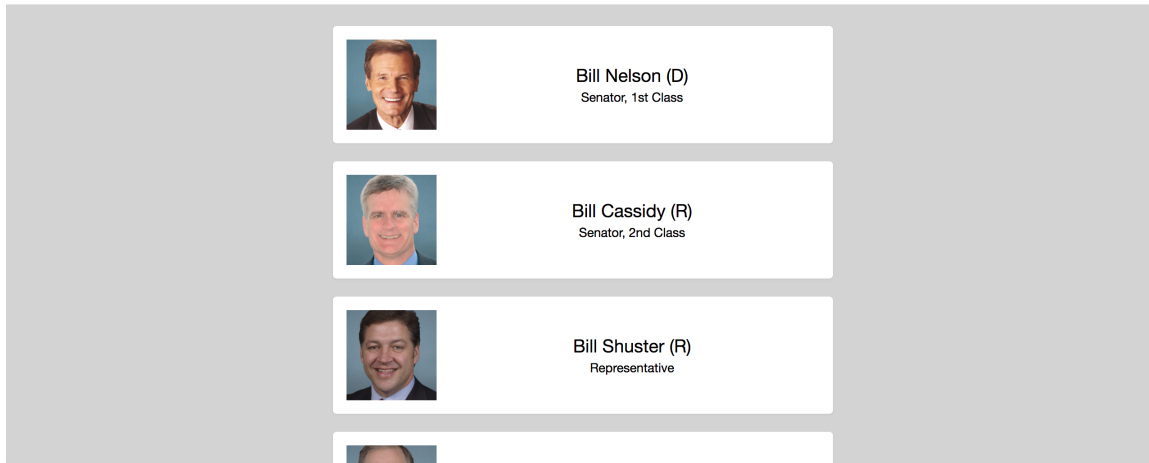 Bill Nelson (D)
Senator, 1st Class
Bill Cassidy (R)
Senator, 2nd Class
Bill Shuster (R)
Representative